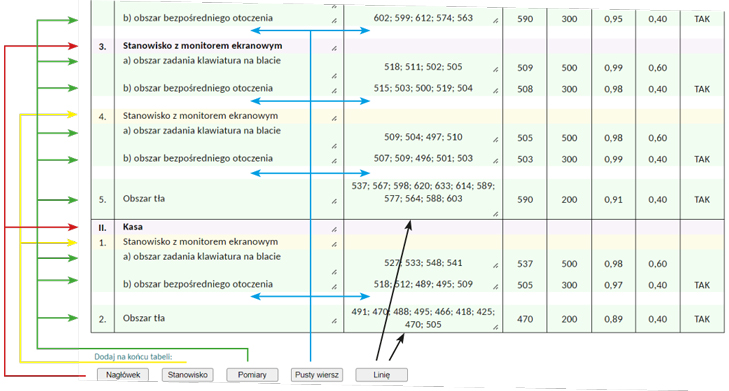 b) obszar bezpośredniego otoczenia 602; 599; 612; 574; 563 590 300 0,95 0,40 TAK
3. Stanowisko z monitorem ekranowym
a) obszar zadania klawiatura na blacie 518; 511; 502; 505 509 500 0,99 0,60
b) obszar bezpośredniego otoczenia 515; 503; 500; 519; 504 508 300 0,98 0,40 TAK
4. Stanowisko z monitorem ekranowym
a) obszar zadania klawiatura na blacie 509; 504; 497; 510 505 500 0,98 0,60
b) obszar bezpośredniego otoczenia 507; 509; 496; 501; 503 503 300 0,99 0,40 TAK
537; 567; 598; 620; 633; 614; 589;
5. Obszar tła 577; 564; 588; 603 590 200 0,91 0,40 TAK
II. Kasa
1. Stanowisko z monitorem ekranowym
a) obszar zadania klawiatura na blacie 527; 533; 548; 541 537 500 0,98 0,60
b) obszar bezpośredniego otoczenia 518; 512; 489; 495; 509 505 300 0,97 0,40 TAK
491; 470; 488; 495; 466; 418; 425;
2. Obszar tła 470; 505 470 200 0,89 0,40 TAK
Dodaj na końcu tabeli:
Nagłówek Stanowisko Pomiary Pusty wiersz Linię